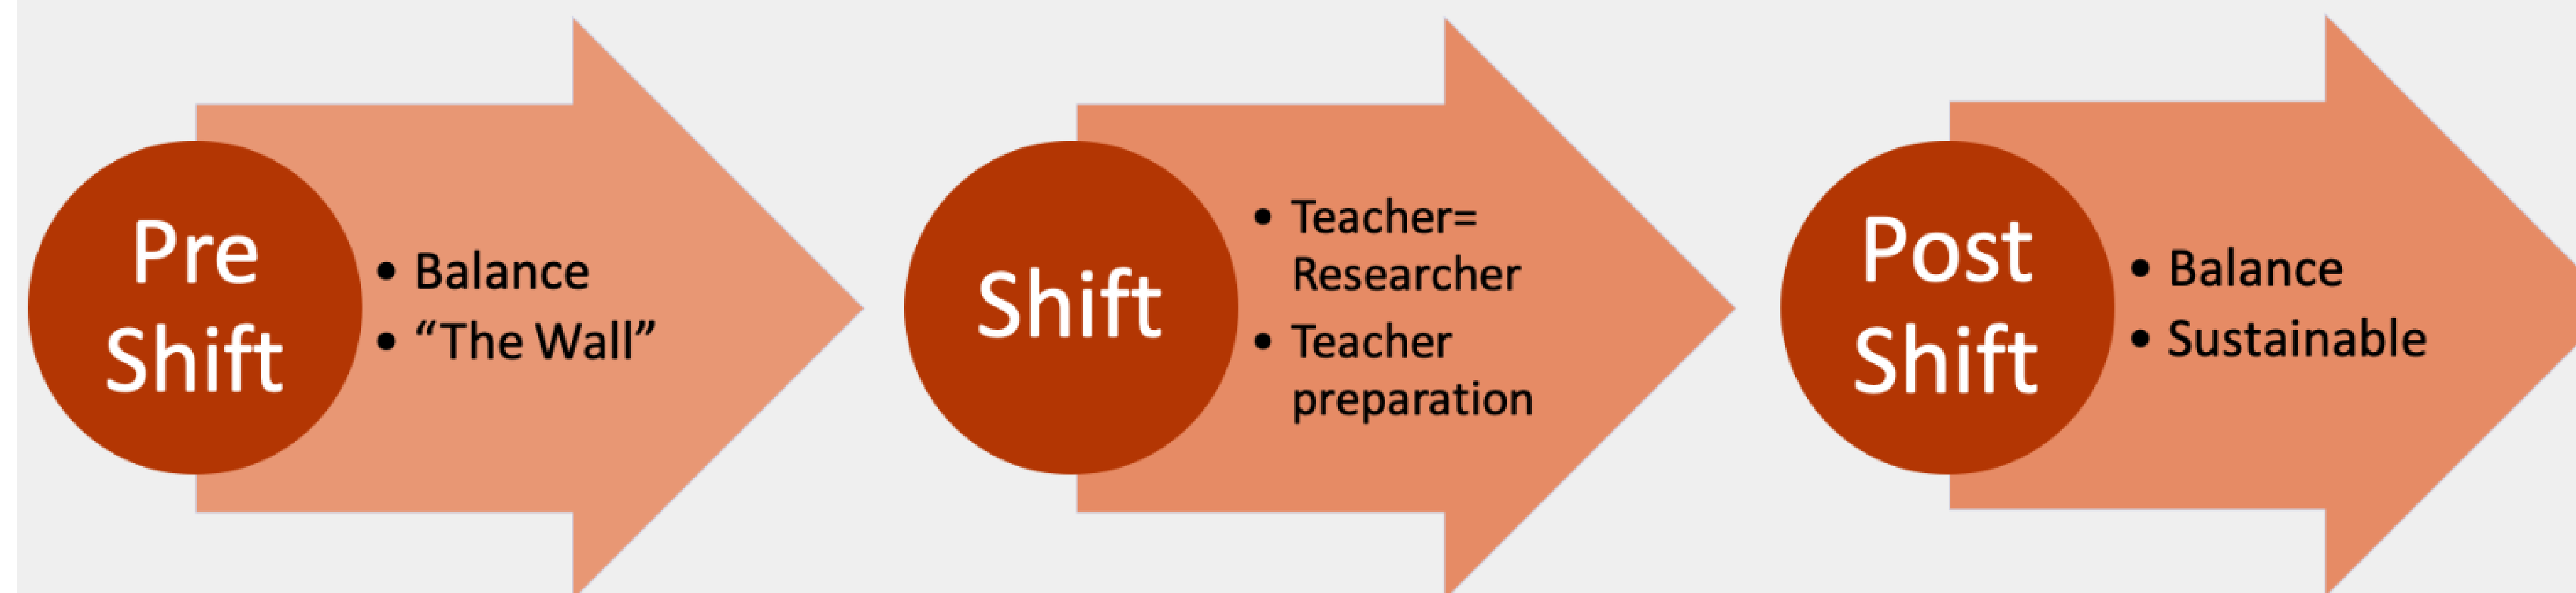 Pre
Shift
• Balance
• “The Wall”
Shift
• Teacher=
Researcher
• Teacher
preparation
Post
Shift
• Balance
• Sustainable